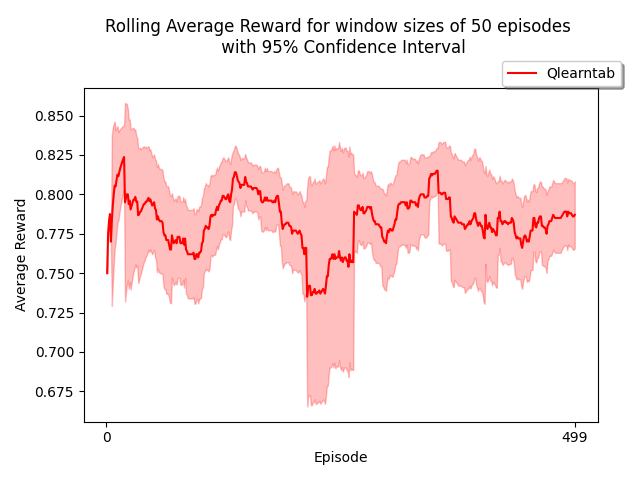 Rolling Average Reward for window sizes of 50 episodes
with 95% Confidence Interval
Qlearntab
0.850
0.825
0.800
0.775
0.750
0.725
0.700
0.675
Average Reward
0
499
Episode